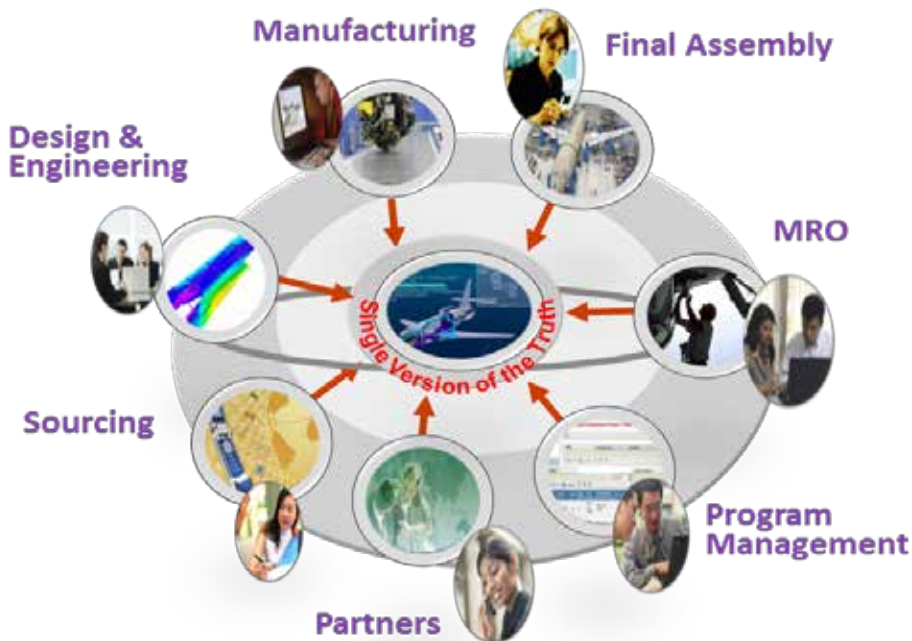 Manufacturing
Final Assembly
Design &
Engineering
MRO
Single Version of the Truth
Sourcing
Program
Management
Partners